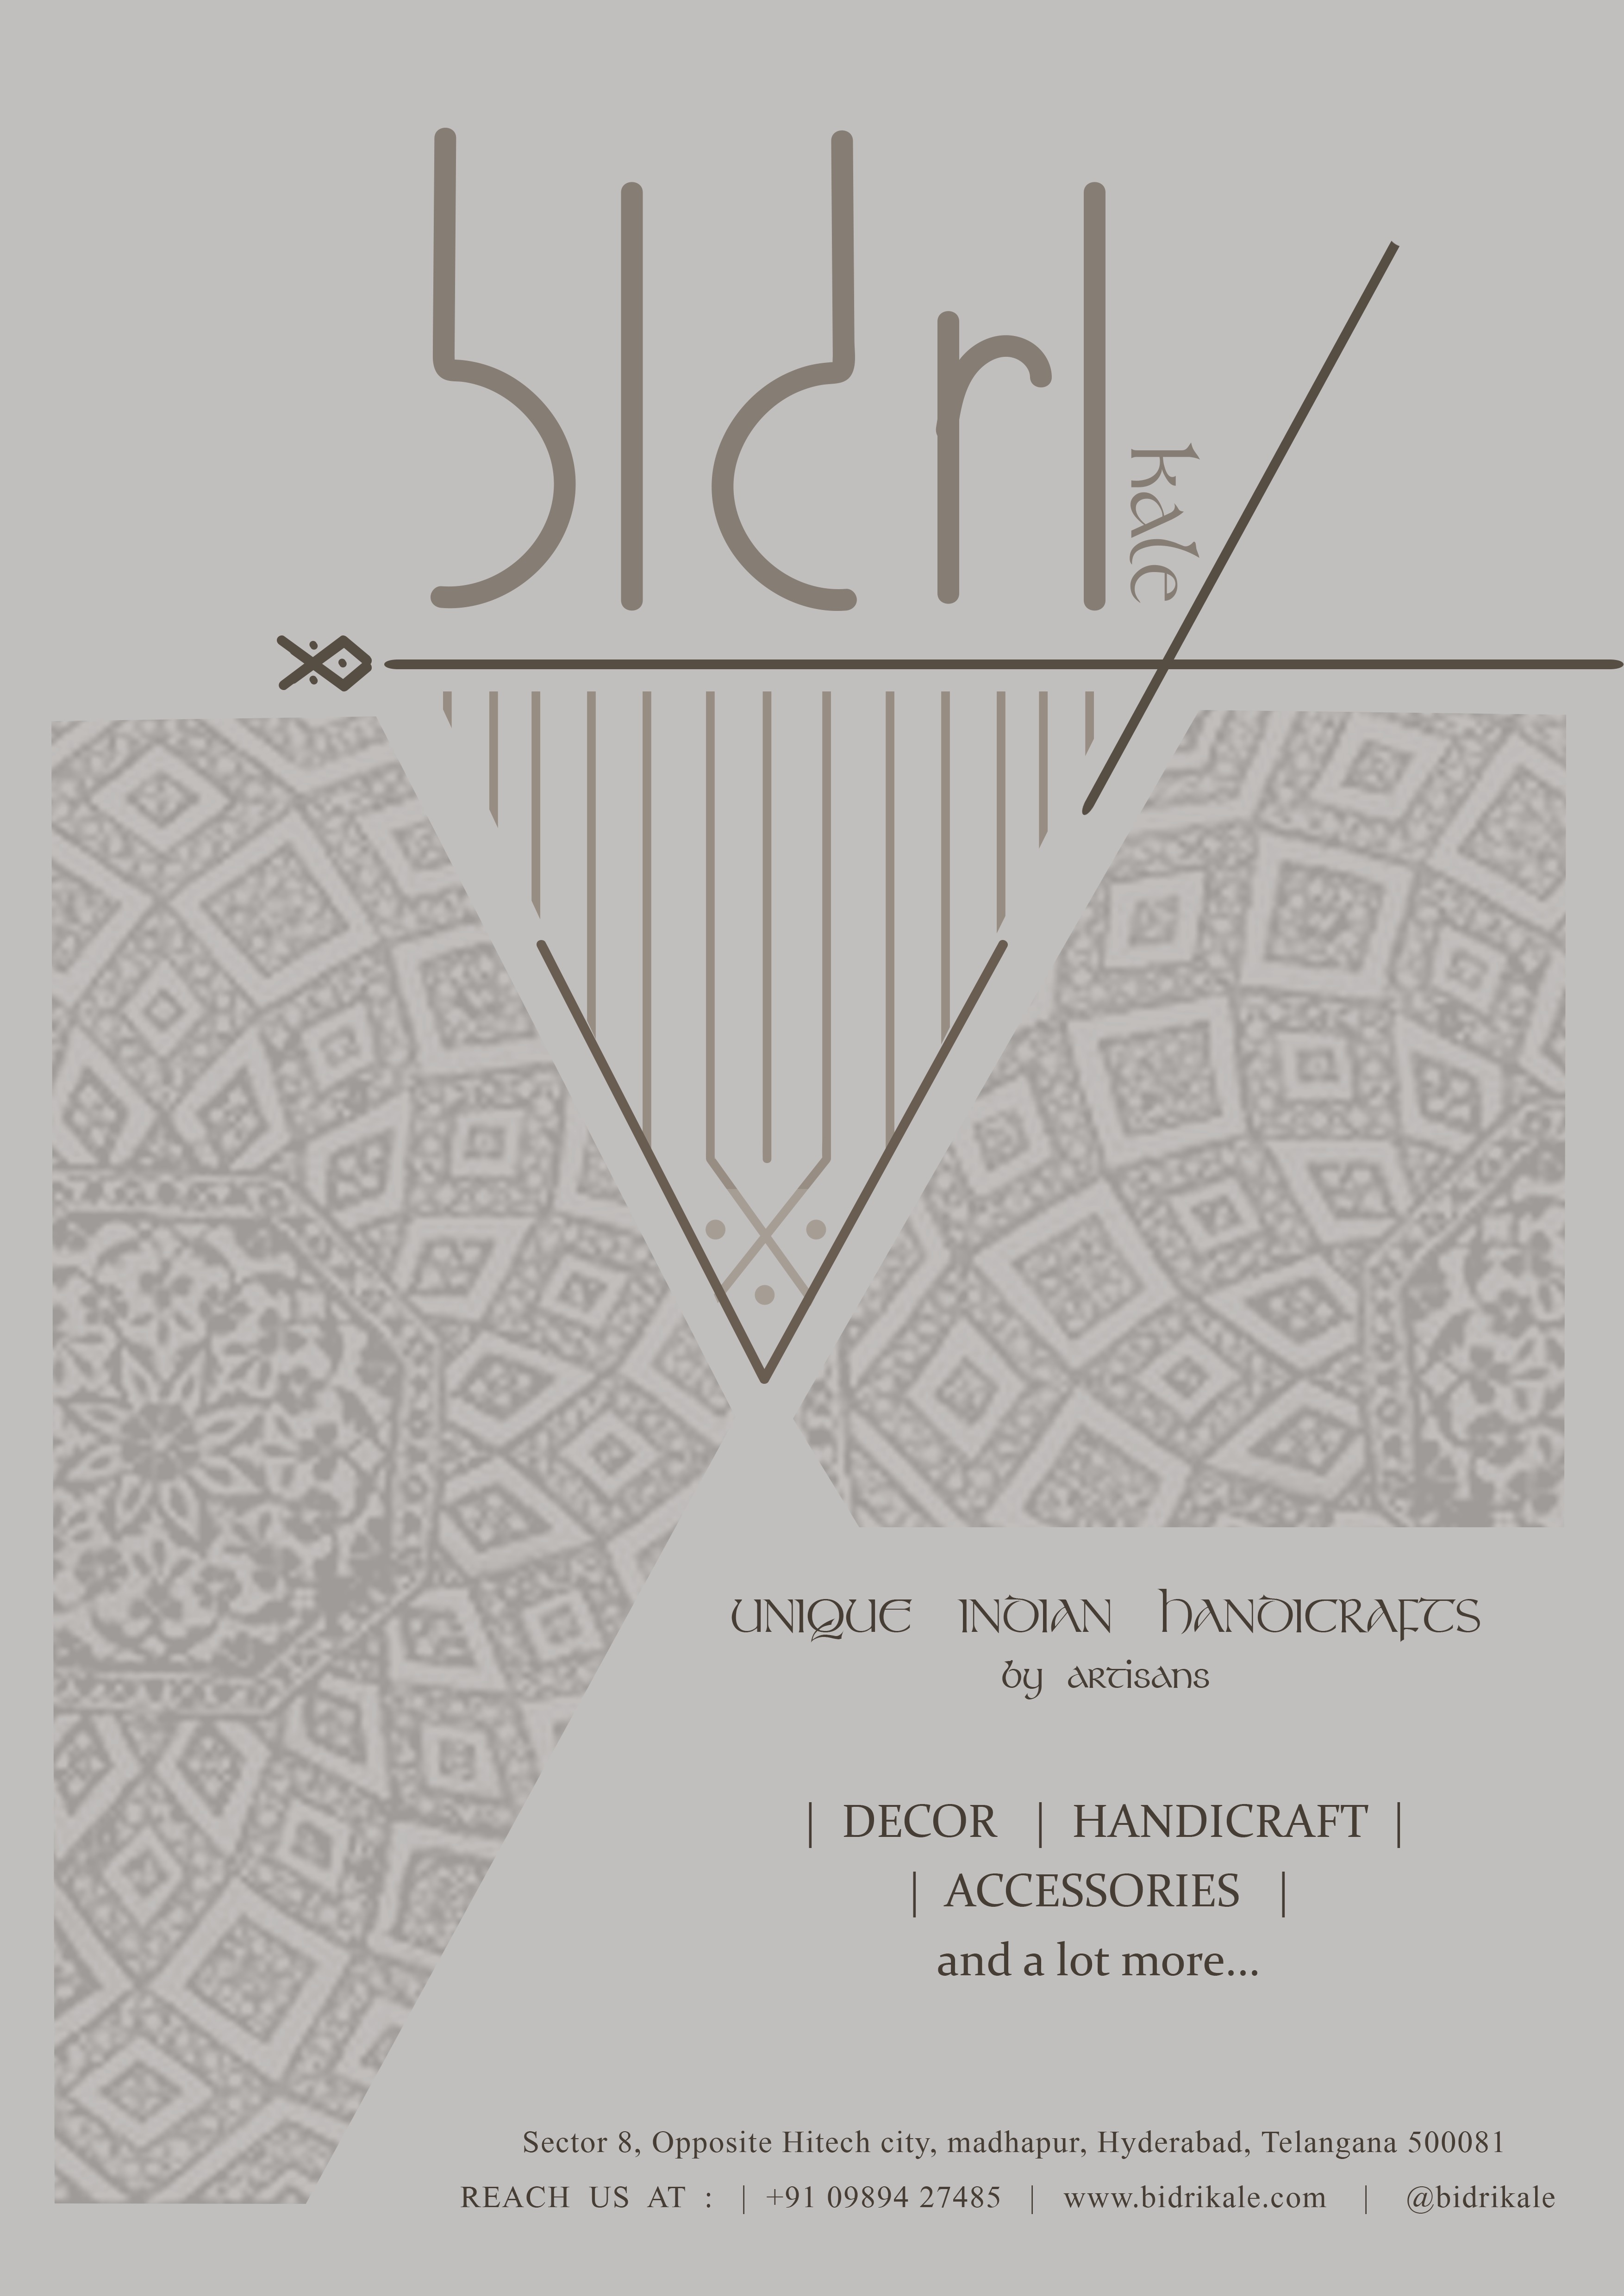 bidri
kale
UNIQUE INDIAN HANDICRAFTS
by artisans
| DECOR | HANDICRAFT |
| ACCESSORIES |
and a lot more...
Sector 8, Opposite Hitech city, madhapur, Hyderabad, Telangana 500081
REACH US AT : | +91 09894 27485 | www.bidrikale.com | @bidrikale